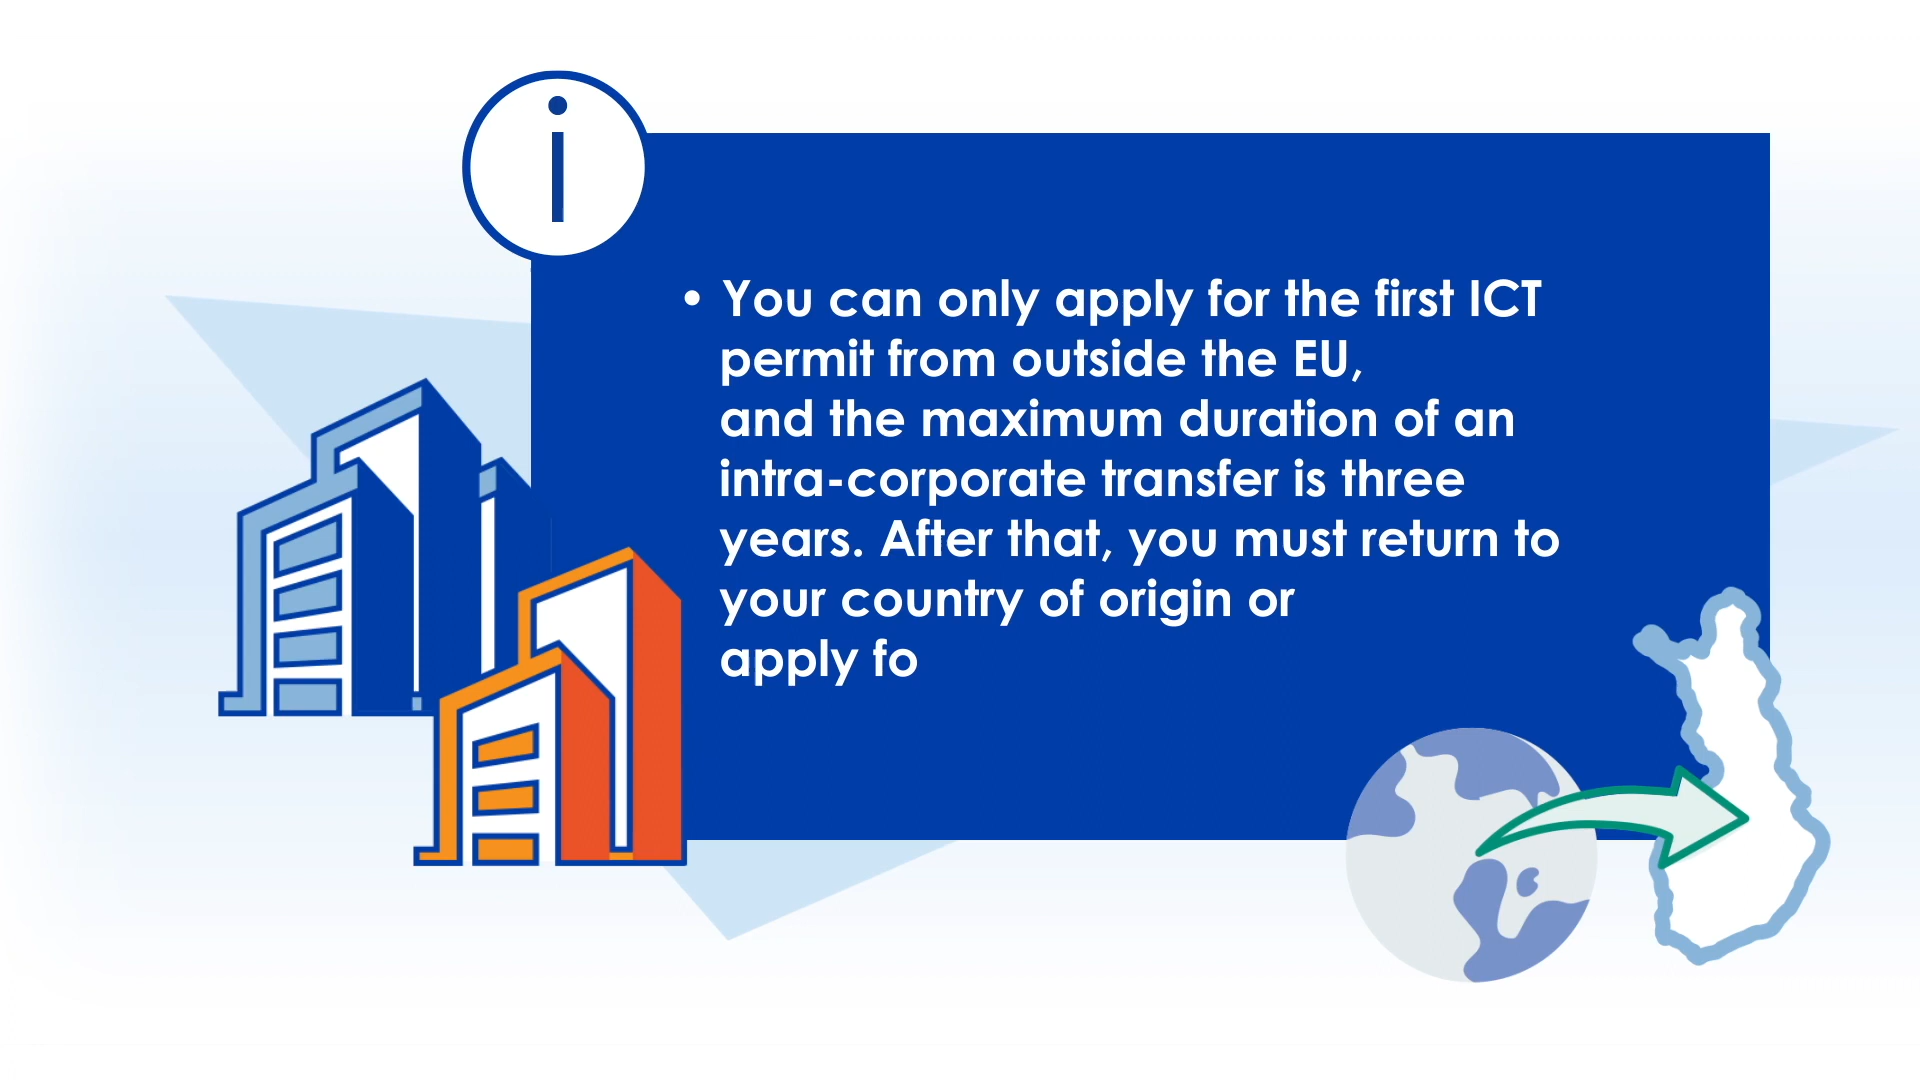 i
• You can only apply for the first ICT
permit from outside the EU,
and the maximum duration of an
intra-corporate transfer is three
years. After that, you must return to
your country of origin or
apply fo